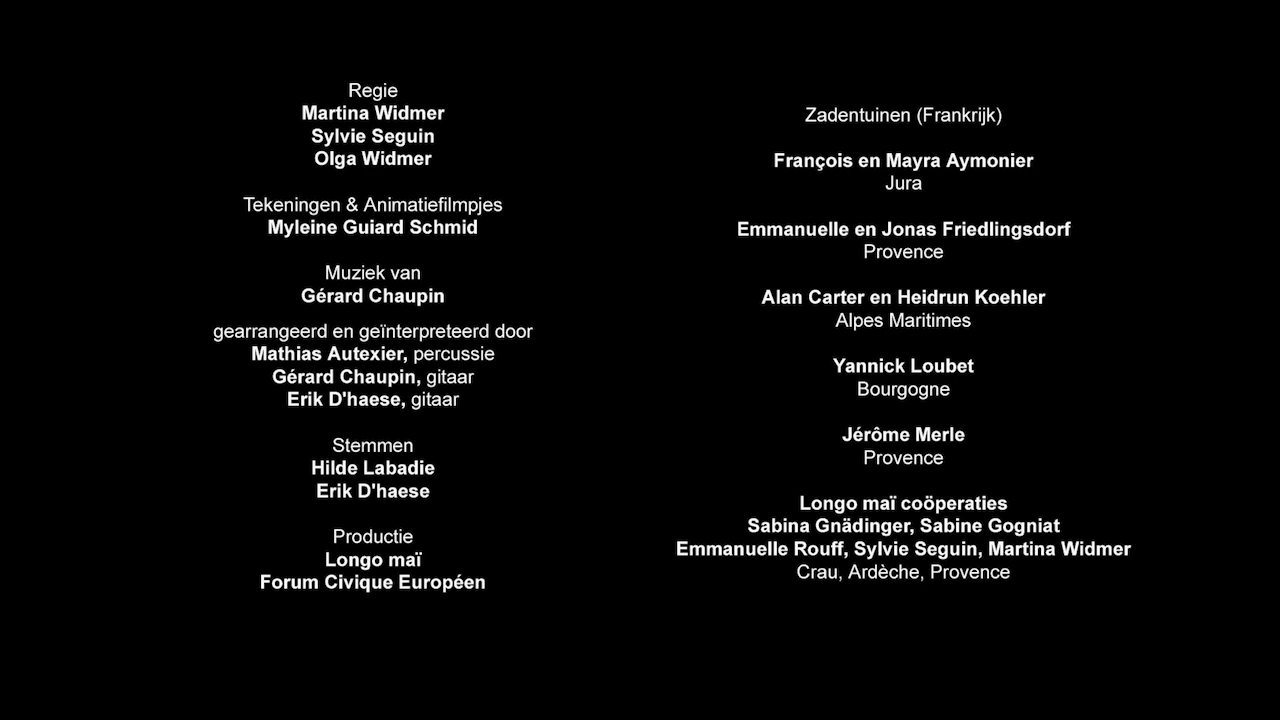 Regie
Martina Widmer
Sylvie Seguin
Olga Widmer
Tekeningen & Animatiefilmpjes
Myleine Guiard Schmid
Muziek van
Gérard Chaupin
gearrangeerd en geïnterpreteerd door
Mathias Autexier, percussie
Gérard Chaupin, gitaar
Erik D'haese, gitaar
Stemmen
Hilde Labadie
Erik D'haese
Productie
Longo maï
Forum Civique Européen
Zadentuinen (Frankrijk)
François en Mayra Aymonier
Jura
Emmanuelle en Jonas Friedlingsdorf
Provence
Alan Carter en Heidrun Koehler
Alpes Maritimes
Yannick Loubet
Bourgogne
Jérôme Merle
Provence
Longo maï coöperaties
Sabina Gnädinger, Sabine Gogniat
Emmanuelle Rouff, Sylvie Seguin, Martina Widmer
Crau, Ardèche, Provence